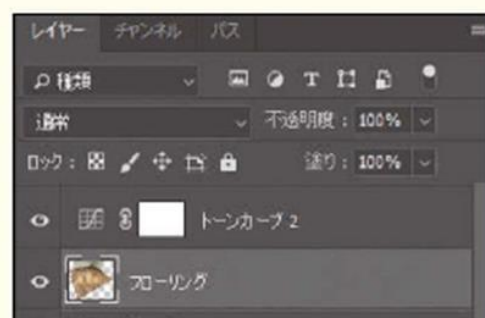 レイヤー チャンネル パス
種類
通常 不透明度：100%
ロック： 塗り：100%
トーンカーブ 2
フローリング